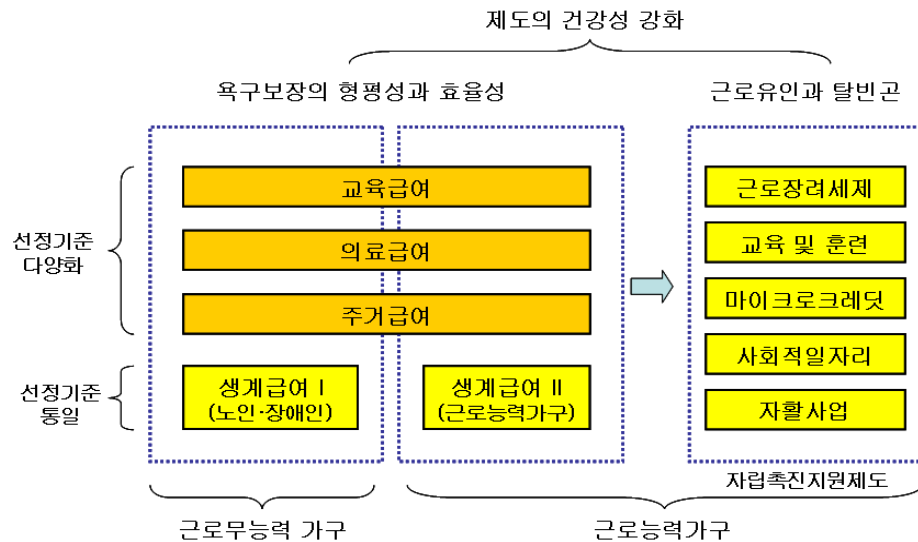 제도의 건강성 강화
욕구보장의 형평성과 효율성
근로유인과 탈빈곤
선정기준
다양화
교육급여
의료급여
주거급여
선정기준
통일
생계급여 I
(노인·장애인)
생계급여 II
(근로능력가구)
근로장려세제
교육 및 훈련
마이크로크레딧
사회적일자리
자활사업
자립촉진지원제도
근로무능력 가구
근로능력가구